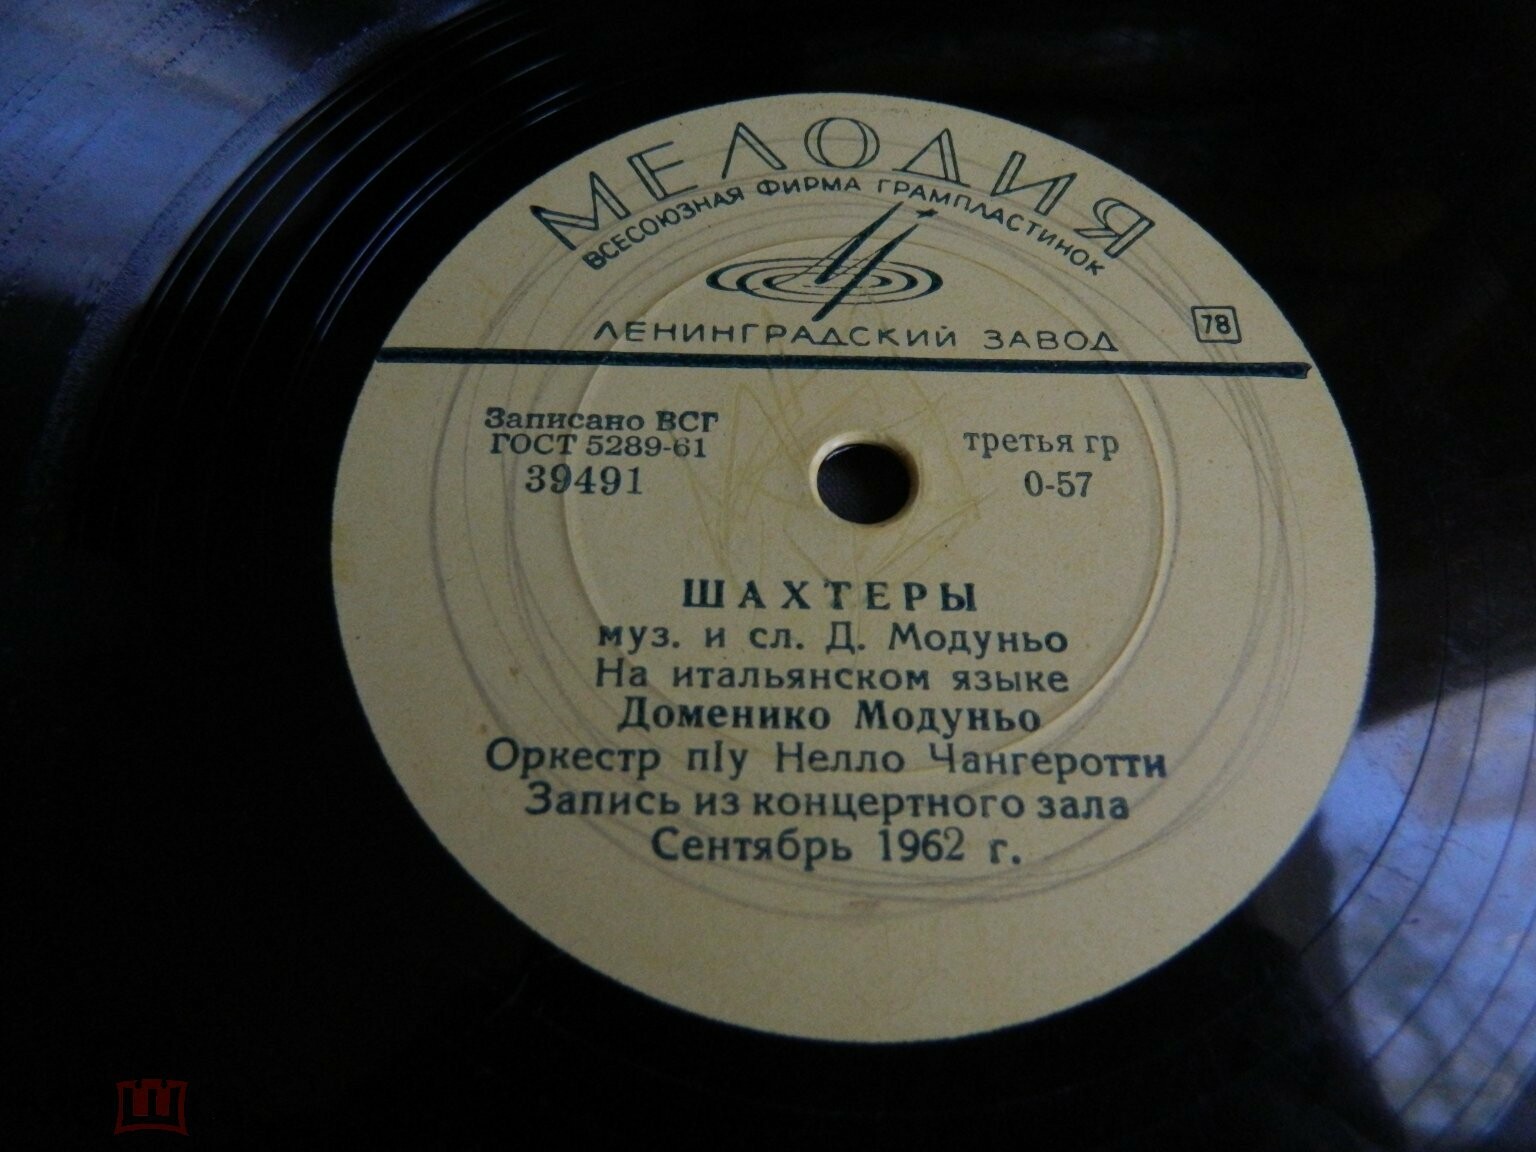 МЕЛОДИЯ
ВСЕСОЮЗНАЯ ФИРМА ГРАМПЛАСТИНОК
ЛЕНИНГРАДСКИЙ ЗАВОД
78
Записано ВСГ
ГОСТ 5289-61
39491
третья гр
0-57
ШАХТЕРЫ
муз. и сл. Д. Модуньо
На итальянском языке
Доменико Модуньо
Оркестр п/у Нелло Чангеротти
Запись из концертного зала
Сентябрь 1962 г.